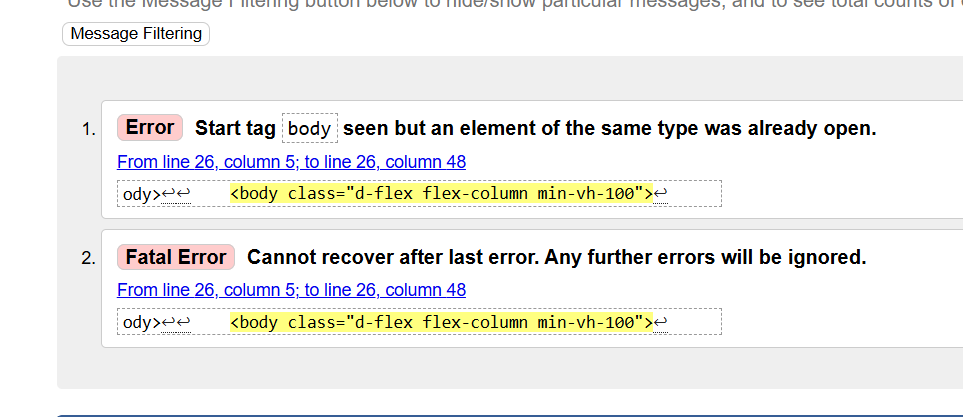 Use the Message Filtering button below to hide/show particular messages, and to see total counts of
Message Filtering
1. Error Start tag body seen but an element of the same type was already open.
From line 26, column 5; to line 26, column 48
ody>↩↩    <body class="d-flex flex-column min-vh-100">↩
2. Fatal Error Cannot recover after last error. Any further errors will be ignored.
From line 26, column 5; to line 26, column 48
ody>↩↩    <body class="d-flex flex-column min-vh-100">↩